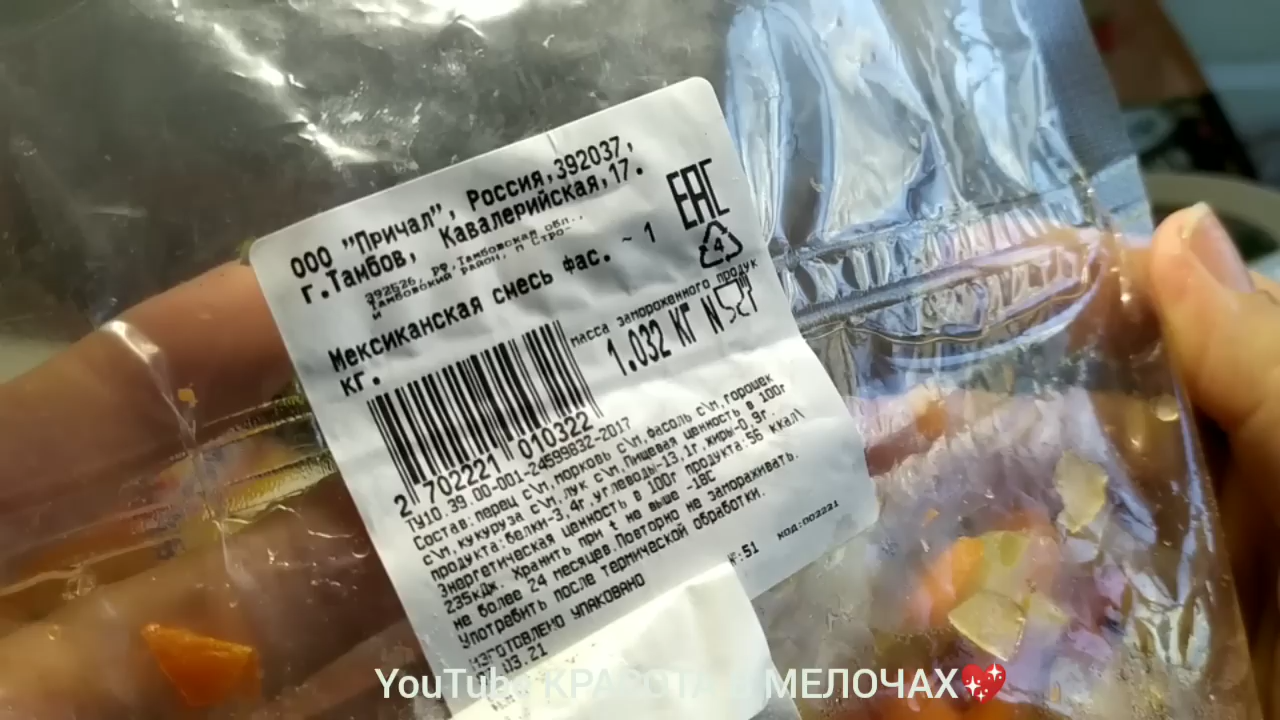 ООО "Причал", Россия,392037,
г.Тамбов, Кавалерийская,17.
392526, РФ,Тамбовская обл.,
Тамбовский район, п Стро-
и
EAC
4
Мексиканская смесь фас. ~ 1
кг.
масса замороженного продук
1.032 КГ N
2 702221 010322
ТУ10.39.00-001-24599832-2017
Состав:перец с\м,морковь с\м,фасоль с\м,горошек
с\м,кукуруза с\м,лук с\м.Пищевая ценность в 100г
продукта:белки-3,4г,углеводы-13,1г,жиры-0,9г.
Энергетическая ценность в 100г продукта:56 ккал\
235кДж. Хранить при t не выше -18С
не более 24 месяцев.Повторно не замораживать.
Употребить после термической обработки.
ИЗГОТОВЛЕНО УПАКОВАНО
03.21
:51
код:002221
YouTube КРАСОТА В МЕЛОЧАХ💖